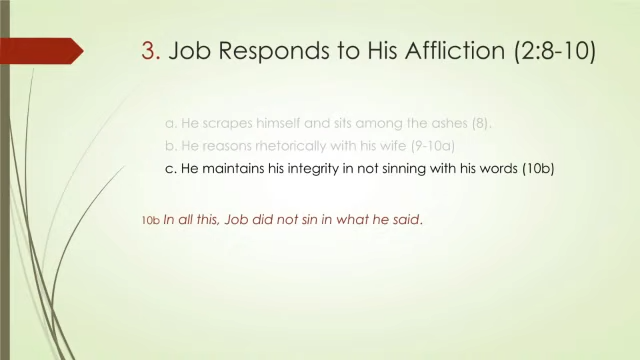 3. Job Responds to His Affliction (2:8-10)
a. He scrapes himself and sits among the ashes (8).
b. He reasons rhetorically with his wife (9-10a)
c. He maintains his integrity in not sinning with his words (10b)
10b In all this, Job did not sin in what he said.